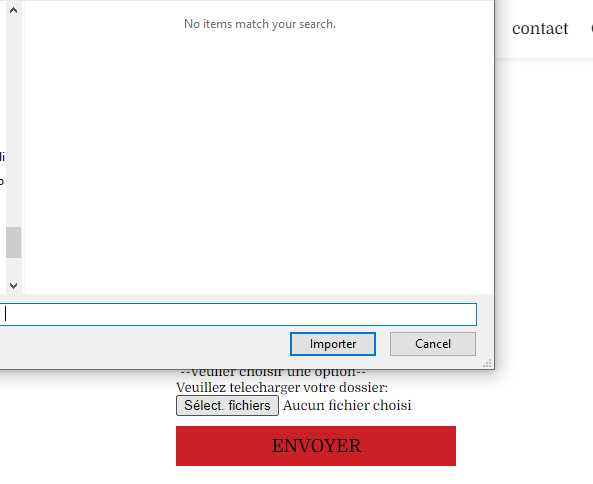 No items match your search.
contact
Importer
Cancel
--Veuiller choisir une option--
Veuillez telecharger votre dossier:
Sélect. fichiers Aucun fichier choisi
ENVOYER